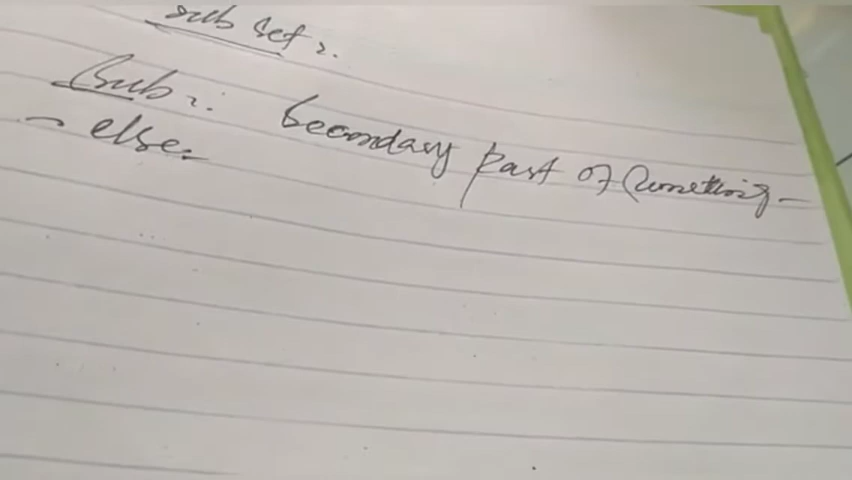 sub set :.
Sub :. Secondary part of Something -
- else.